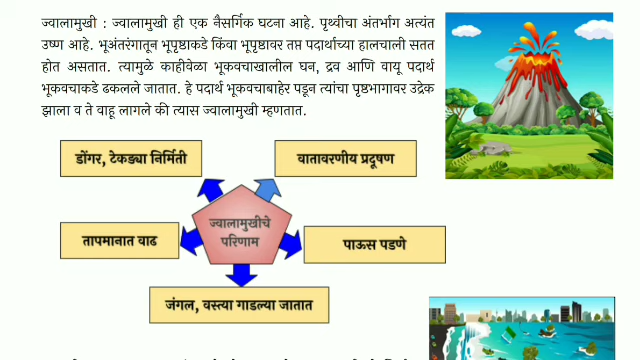 ज्वालामुखी : ज्वालामुखी ही एक नैसर्गिक घटना आहे. पृथ्वीचा अंतर्भाग अत्यंत
उष्ण आहे. भूअंतरंगातून भूपृष्ठाकडे किंवा भूपृष्ठावर तप्त पदार्थाच्या हालचाली सतत
होत असतात. त्यामुळे काहीवेळा भूकवचाखालील घन, द्रव आणि वायू पदार्थ
भूकवचाकडे ढकलले जातात. हे पदार्थ भूकवचाबाहेर पडून त्यांचा पृष्ठभागावर उद्रेक
झाला व ते वाहू लागले की त्यास ज्वालामुखी म्हणतात.
डोंगर, टेकड्या निर्मिती
वातावरणीय प्रदूषण
ज्वालामुखीचे
परिणाम
तापमानात वाढ
पाऊस पडणे
जंगल, वस्त्या गाडल्या जातात